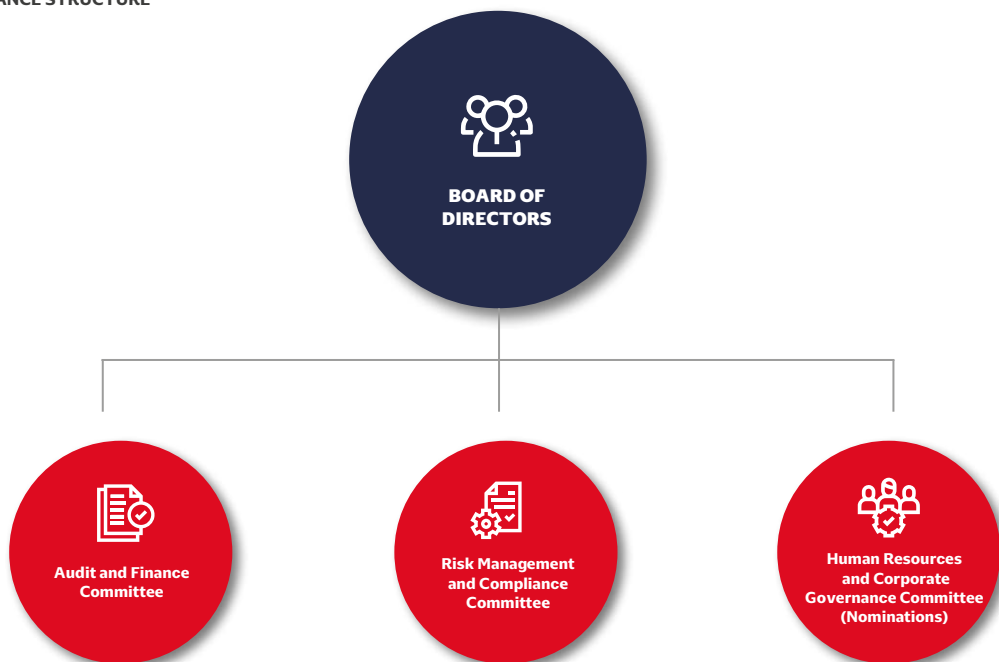 STRUCTURE
BOARD OF
DIRECTORS
Audit and Finance
Committee
Risk Management
and Compliance
Committee
Human Resources
and Corporate
Governance Committee
(Nominations)